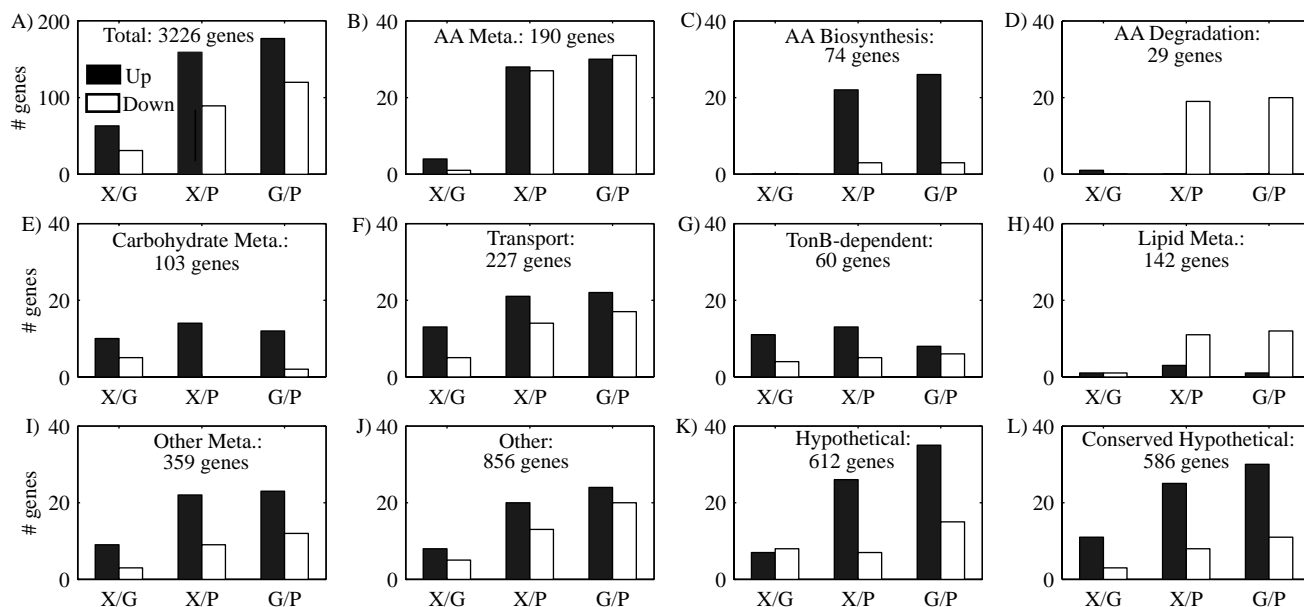 A) 200 Total: 3226 genes
Up
Down
100
0
# genes
X/G X/P G/P
B) 40 AA Meta.: 190 genes
20
0
X/G X/P G/P
C) 40 AA Biosynthesis:
74 genes
20
0
X/G X/P G/P
D) 40 AA Degradation:
29 genes
20
0
X/G X/P G/P
E) 40 Carbohydrate Meta.:
103 genes
20
0
# genes
X/G X/P G/P
F) 40 Transport:
227 genes
20
0
X/G X/P G/P
G) 40 TonB-dependent:
60 genes
20
0
X/G X/P G/P
H) 40 Lipid Meta.:
142 genes
20
0
X/G X/P G/P
I) 40 Other Meta.:
359 genes
20
0
# genes
X/G X/P G/P
J) 40 Other:
856 genes
20
0
X/G X/P G/P
K) 40 Hypothetical:
612 genes
20
0
X/G X/P G/P
L) 40 Conserved Hypothetical:
586 genes
20
0
X/G X/P G/P